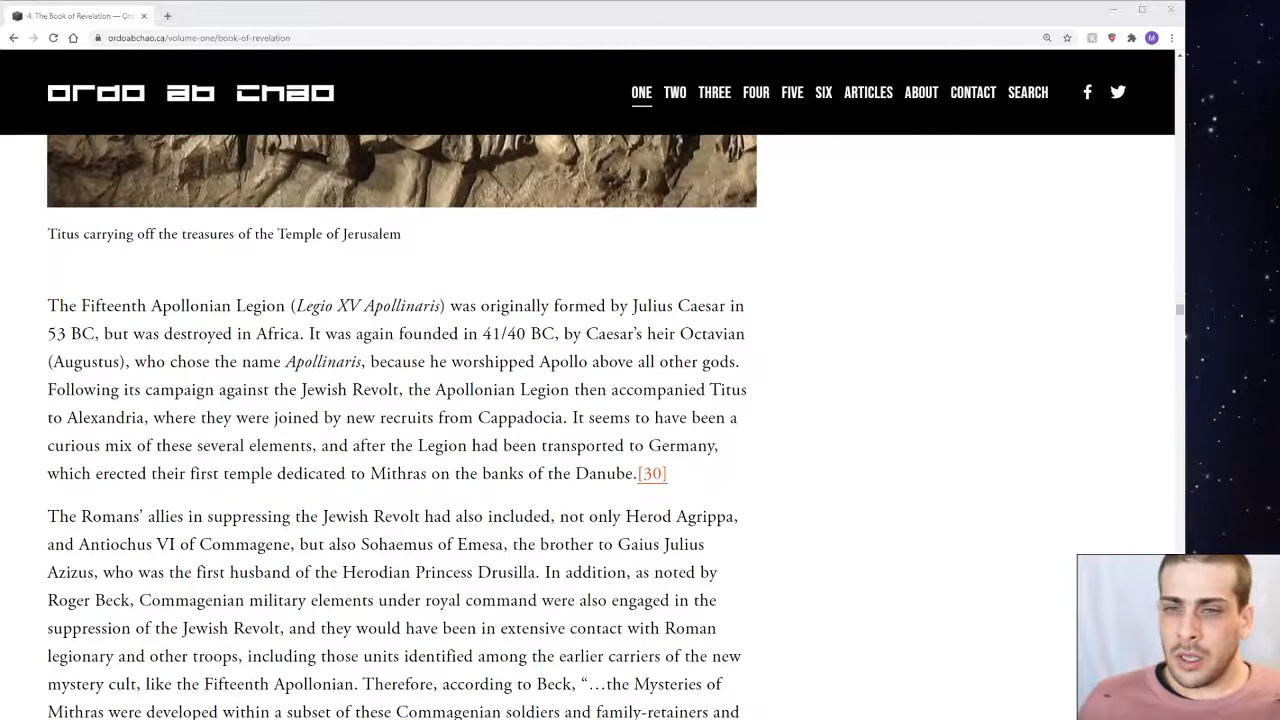 4. The Book of Revelation — Or
ordoabchao.ca/volume-one/book-of-revelation
M
ordo ab chao
ONE TWO THREE FOUR FIVE SIX ARTICLES ABOUT CONTACT SEARCH
Titus carrying off the treasures of the Temple of Jerusalem
The Fifteenth Apollonian Legion (Legio XV Apollinaris) was originally formed by Julius Caesar in
53 BC, but was destroyed in Africa. It was again founded in 41/40 BC, by Caesar’s heir Octavian
(Augustus), who chose the name Apollinaris, because he worshipped Apollo above all other gods.
Following its campaign against the Jewish Revolt, the Apollonian Legion then accompanied Titus
to Alexandria, where they were joined by new recruits from Cappadocia. It seems to have been a
curious mix of these several elements, and after the Legion had been transported to Germany,
which erected their first temple dedicated to Mithras on the banks of the Danube.[30]
The Romans’ allies in suppressing the Jewish Revolt had also included, not only Herod Agrippa,
and Antiochus VI of Commagene, but also Sohaemus of Emesa, the brother to Gaius Julius
Azizus, who was the first husband of the Herodian Princess Drusilla. In addition, as noted by
Roger Beck, Commagenian military elements under royal command were also engaged in the
suppression of the Jewish Revolt, and they would have been in extensive contact with Roman
legionary and other troops, including those units identified among the earlier carriers of the new
mystery cult, like the Fifteenth Apollonian. Therefore, according to Beck, “…the Mysteries of
Mithras were developed within a subset of these Commagenian soldiers and family-retainers and